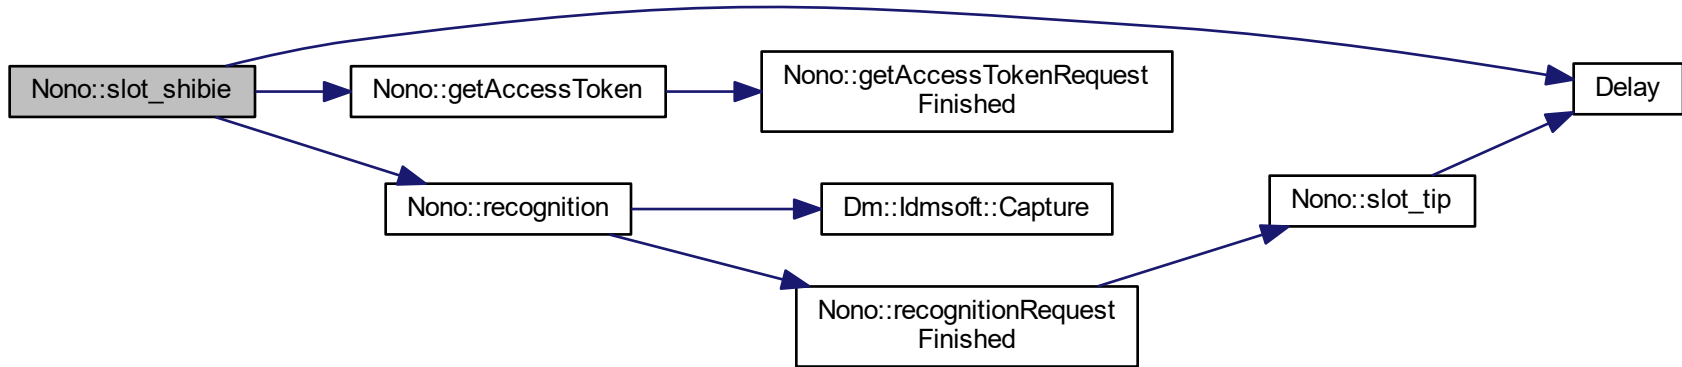 Nono::slot_shibie
Nono::getAccessToken
Nono::getAccessTokenRequest
Finished
Delay
Nono::recognition
Dm::Idmsoft::Capture
Nono::slot_tip
Nono::recognitionRequest
Finished